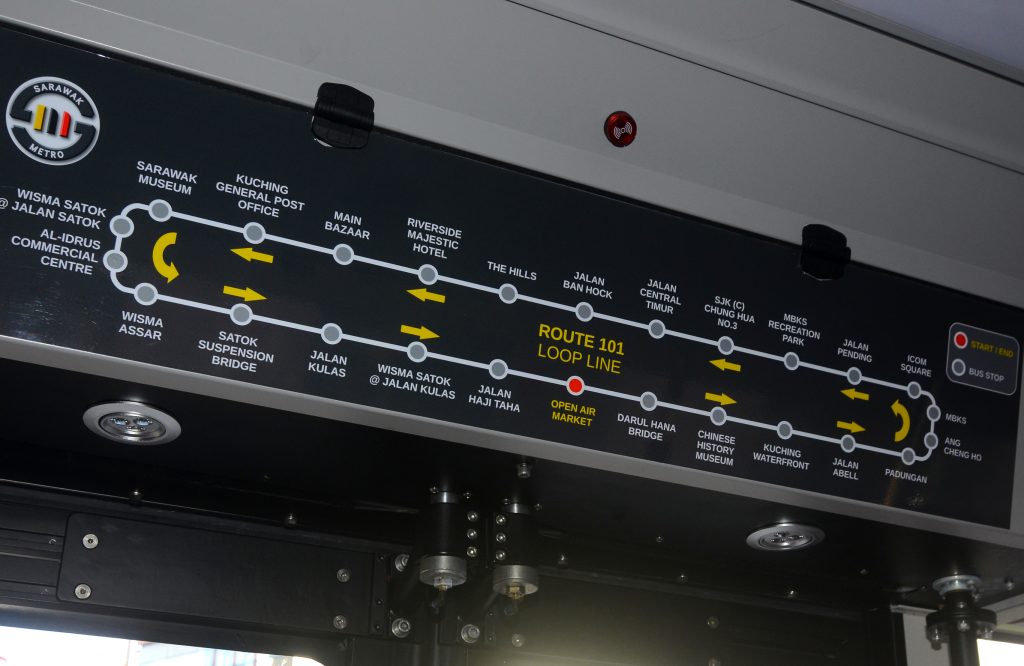 SARAWAK
METRO
WISMA SATOK
@ JALAN SATOK
AL-IDRUS
COMMERCIAL
CENTRE
SARAWAK
MUSEUM
KUCHING
GENERAL POST
OFFICE
MAIN
BAZAAR
RIVERSIDE
MAJESTIC
HOTEL
THE HILLS
JALAN
BAN HOCK
JALAN
CENTRAL
TIMUR
SJK (C)
CHUNG HUA
NO.3
MBKS
RECREATION
PARK
JALAN
PENDING
ICOM
SQUARE
MBKS
ANG
CHENG HO
START / END
BUS STOP
ROUTE 101
LOOP LINE
WISMA
ASSAR
SATOK
SUSPENSION
BRIDGE
JALAN
KULAS
WISMA SATOK
@ JALAN KULAS
JALAN
HAJI TAHA
OPEN AIR
MARKET
DARUL HANA
BRIDGE
CHINESE
HISTORY
MUSEUM
KUCHING
WATERFRONT
JALAN
ABELL
PADUNGAN